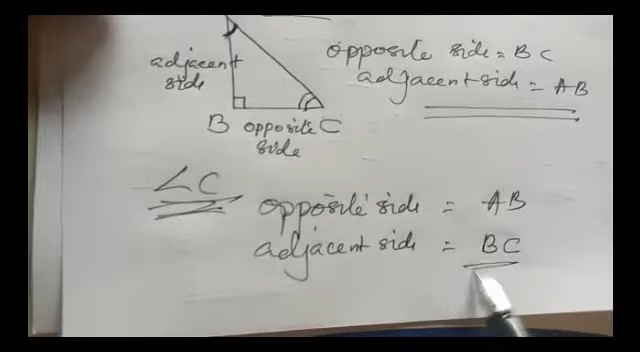 adjacent
side
opposite side = BC
adjacent side = AB
B opposite C
side
∠C
opposite side = AB
adjacent side = BC